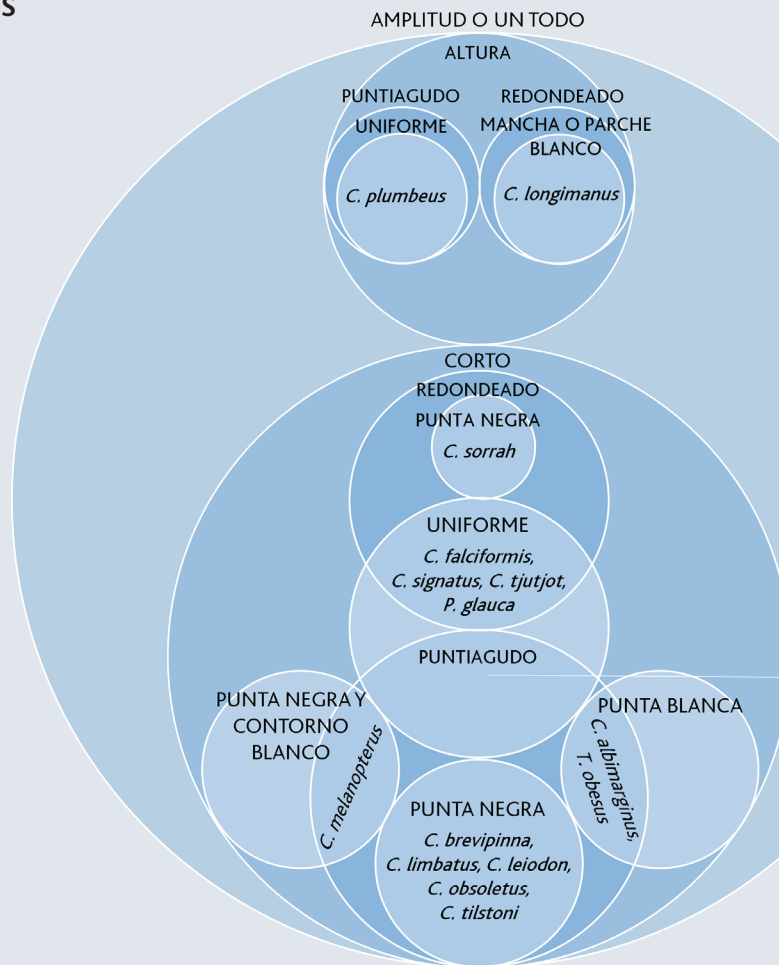 S
AMPLITUD O UN TODO
ALTURA
PUNTIAGUDO
UNIFORME
C. plumbeus
REDONDEADO
MANCHA O PARCHE
BLANCO
C. longimanus
CORTO
REDONDEADO
PUNTA NEGRA
C. sorrah
UNIFORME
C. falciformis,
C. signatus, C. tjutjot,
P. glauca
PUNTIAGUDO
PUNTA NEGRA Y
CONTORNO
BLANCO
C. melanopterus
PUNTA BLANCA
C. albimarginus,
T. obesus
PUNTA NEGRA
C. brevipinna,
C. limbatus, C. leiodon,
C. obsoletus,
C. tilstoni